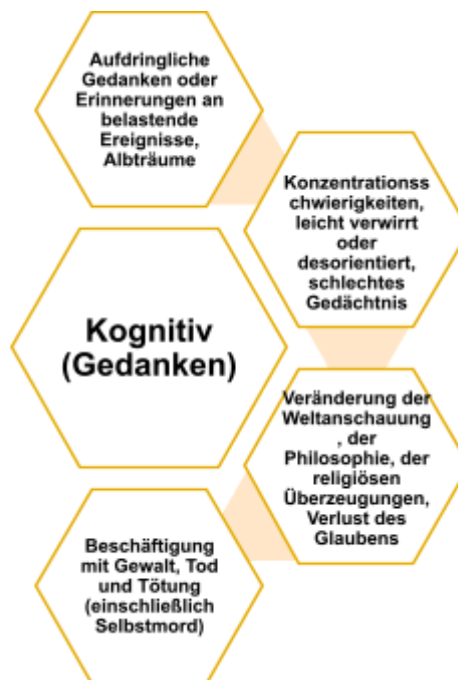 Aufdringliche
Gedanken oder
Erinnerungen an
belastende
Ereignisse,
Albträume
Konzentrationss
chwierigkeiten,
leicht verwirrt
oder
desorientiert,
schlechtes
Gedächtnis
Kognitiv
(Gedanken)
Veränderung der
Weltanschauung
, der
Philosophie, der
religiösen
Überzeugungen,
Verlust des
Glaubens
Beschäftigung
mit Gewalt, Tod
und Tötung
(einschließlich
Selbstmord)